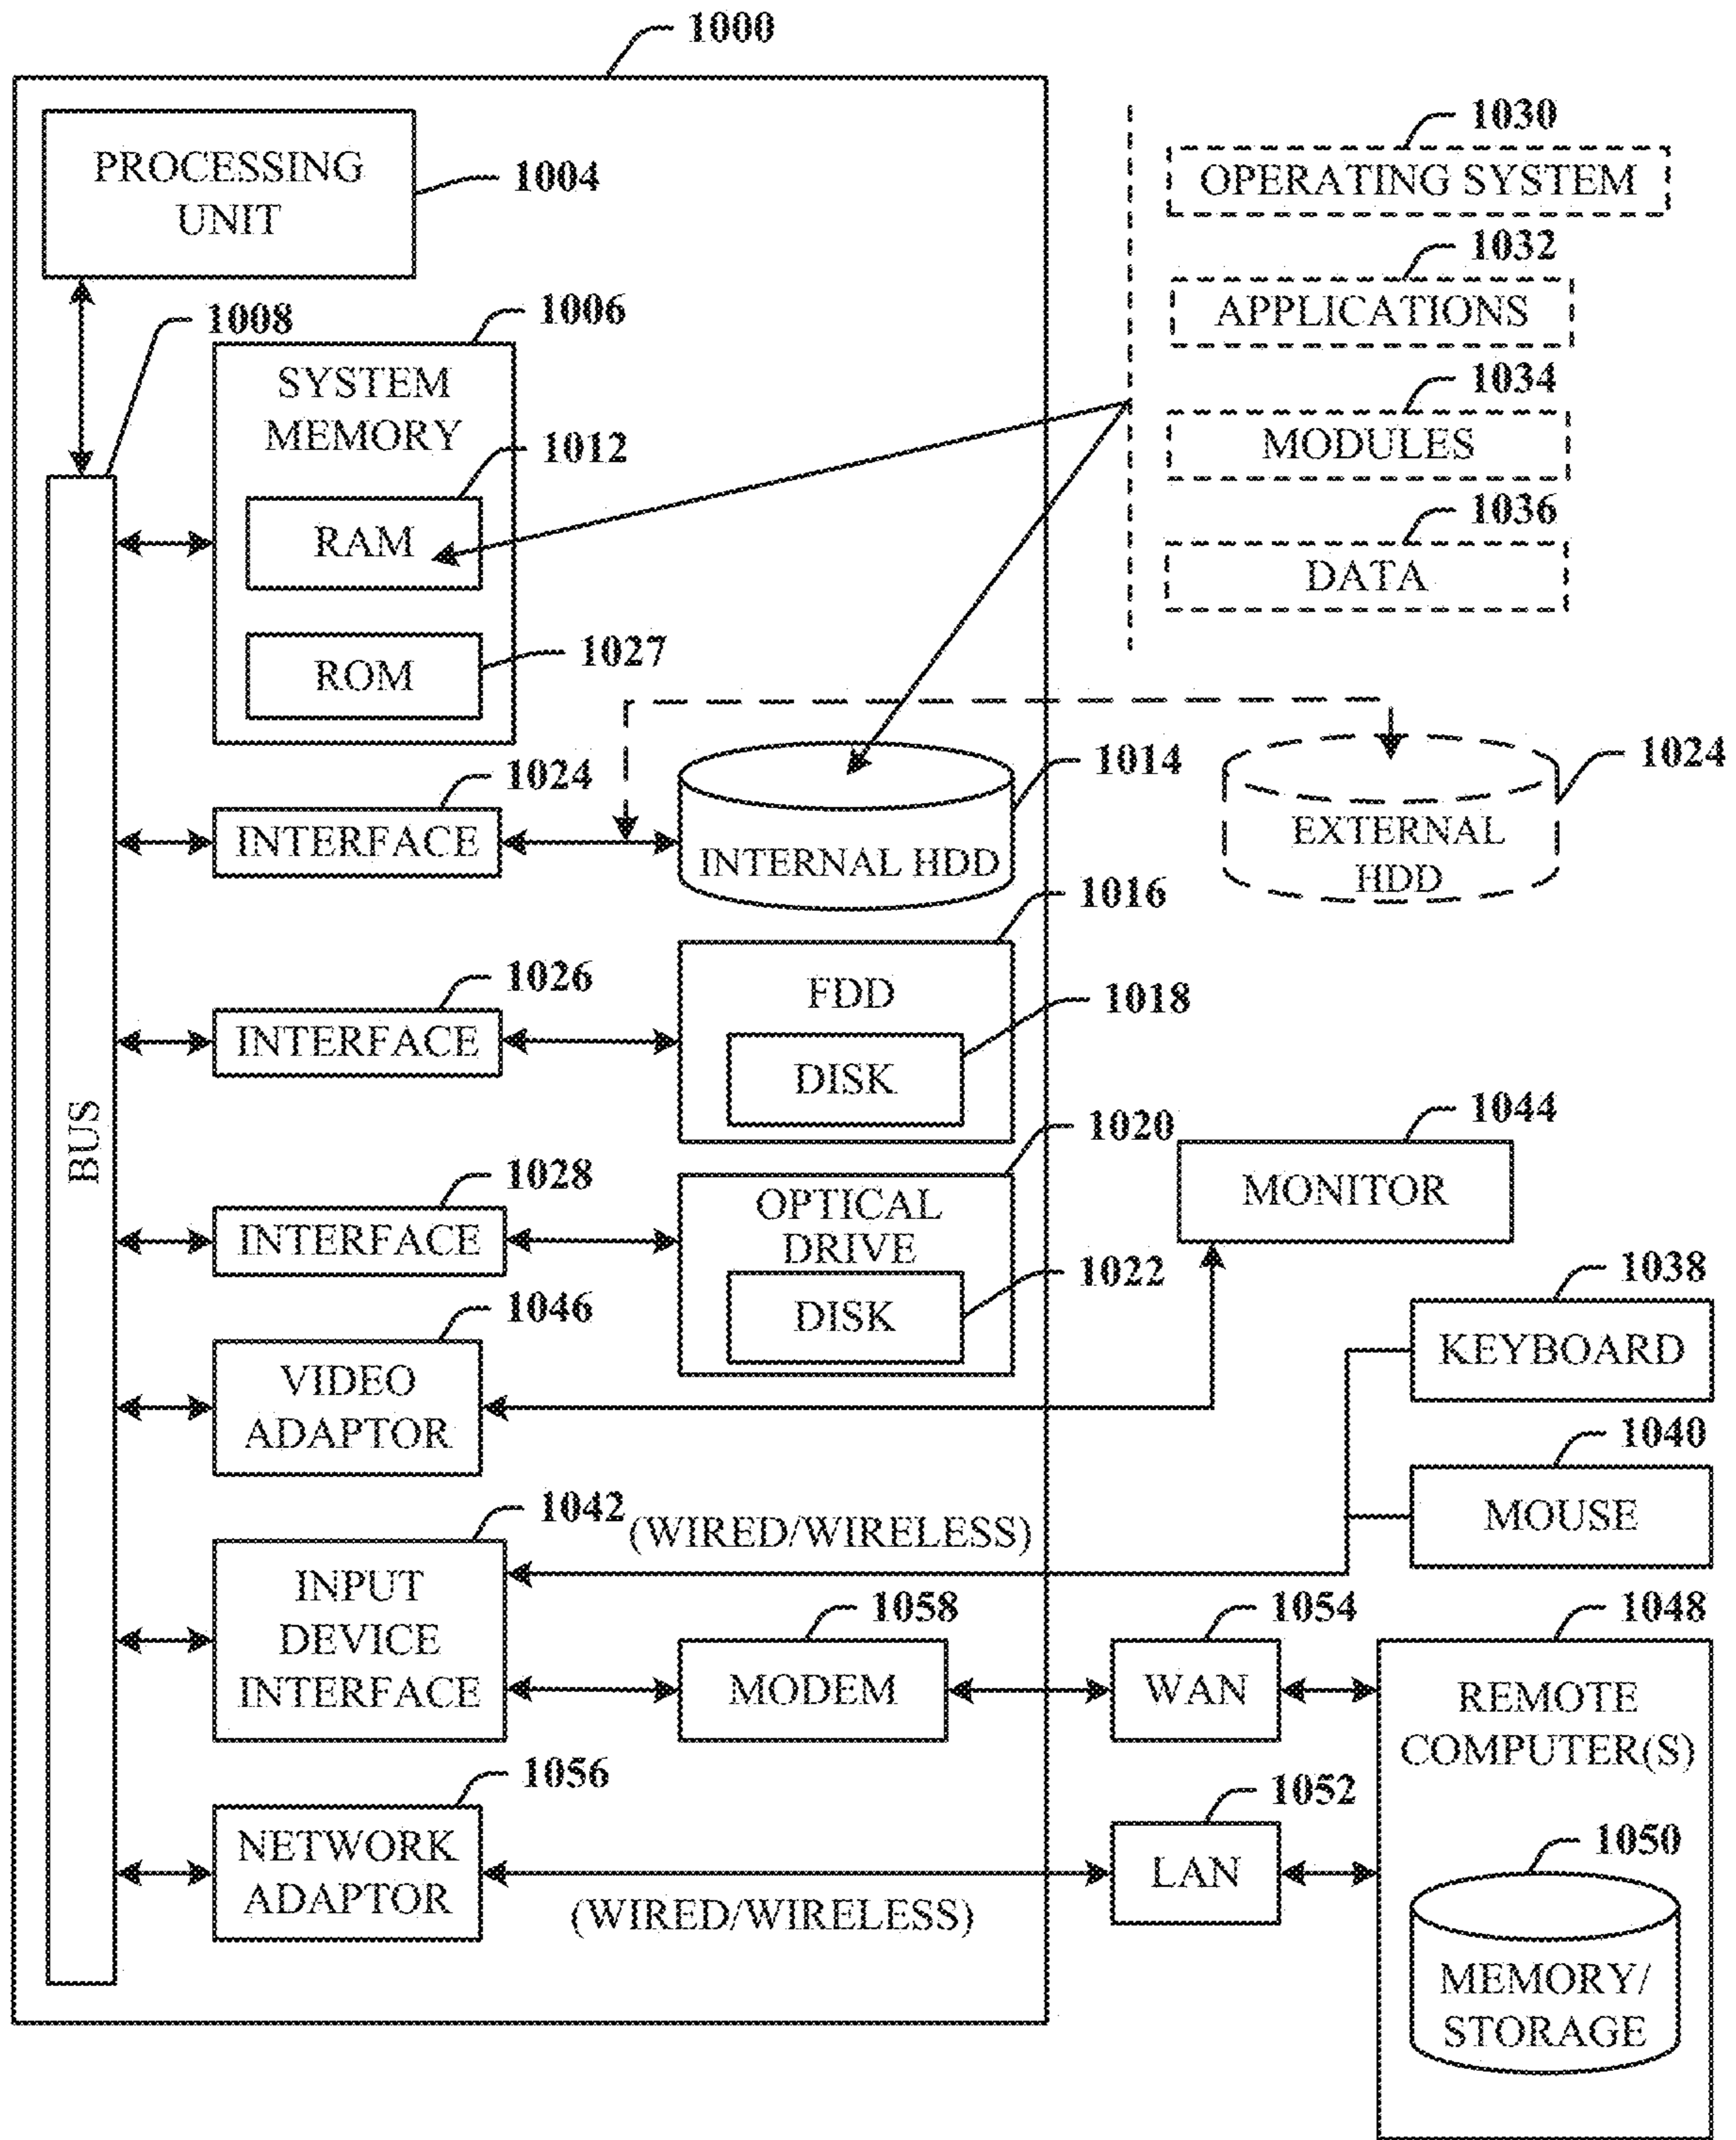 1000
PROCESSING
UNIT
1004
1008
1006
SYSTEM
MEMORY
1012
RAM
ROM
1027
1030
OPERATING SYSTEM
1032
APPLICATIONS
1034
MODULES
1036
DATA
BUS
1024
INTERFACE
1014
INTERNAL HDD
1024
EXTERNAL
HDD
1026
INTERFACE
1016
FDD
1018
DISK
1028
INTERFACE
1020
OPTICAL
DRIVE
1022
DISK
1044
MONITOR
1046
VIDEO
ADAPTOR
1038
KEYBOARD
1040
MOUSE
1042
(WIRED/WIRELESS)
INPUT
DEVICE
INTERFACE
1058
MODEM
1054
WAN
1048
REMOTE
COMPUTER(S)
1056
NETWORK
ADAPTOR
(WIRED/WIRELESS)
1052
LAN
1050
MEMORY/
STORAGE